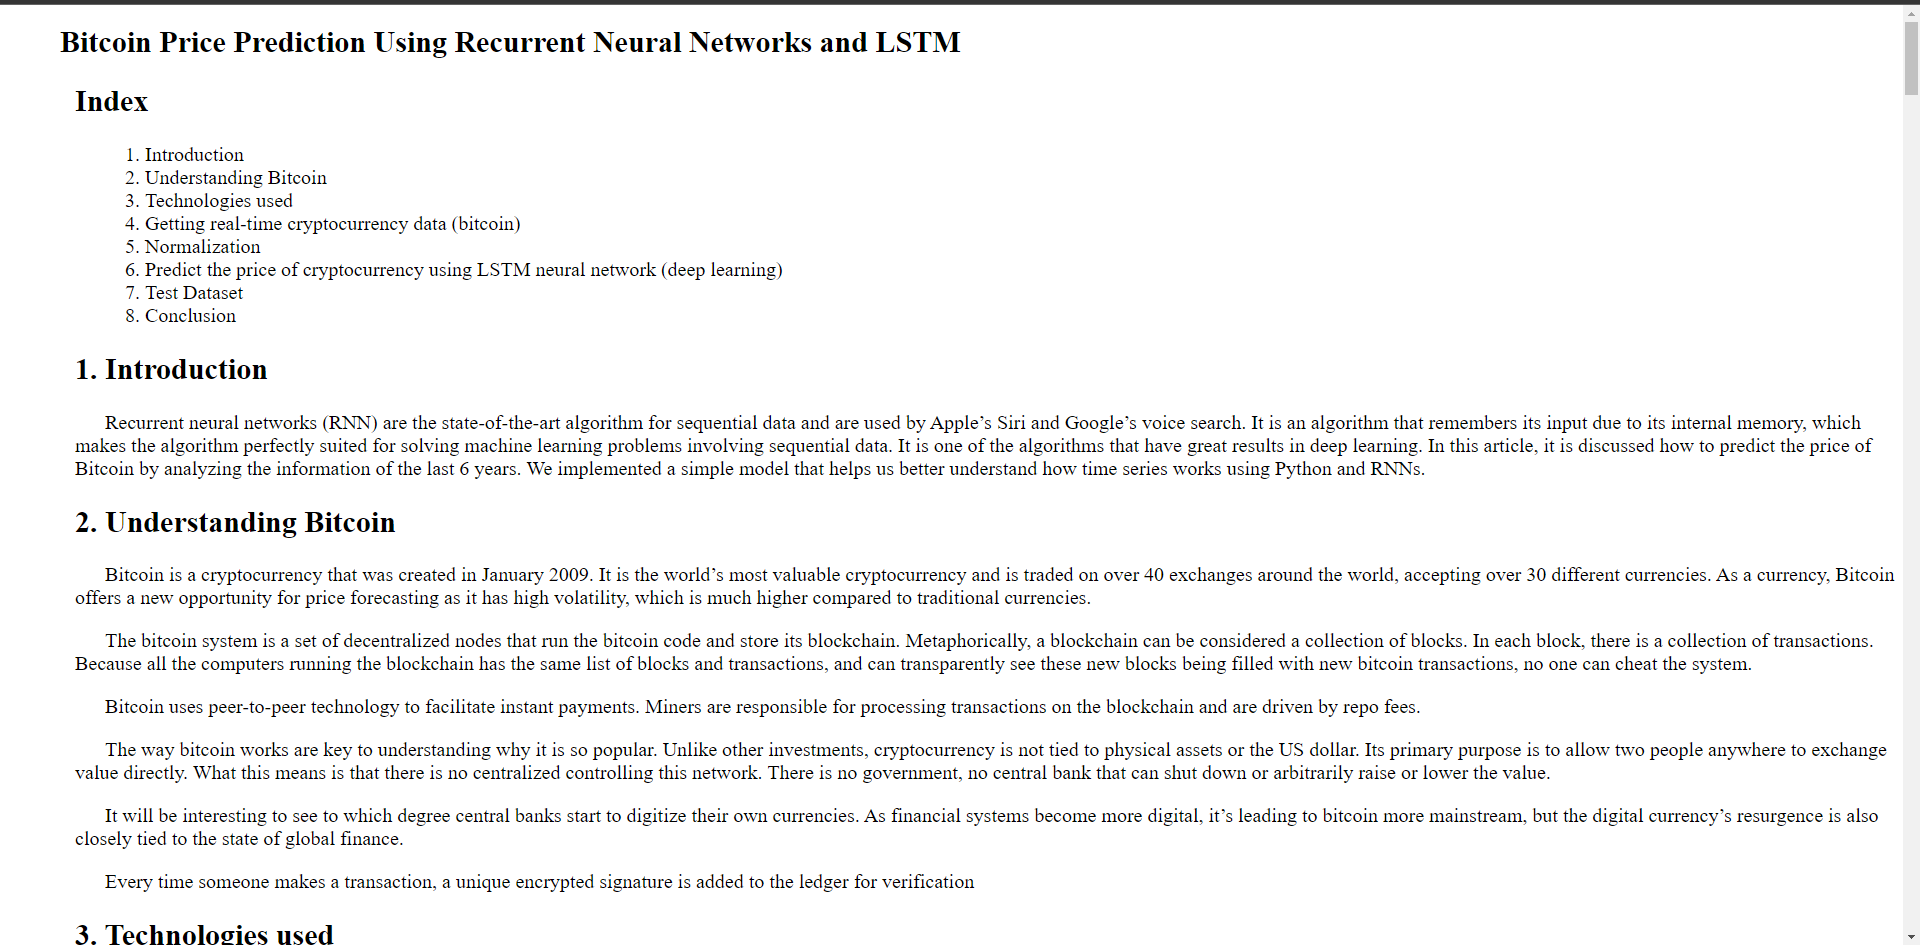 Bitcoin Price Prediction Using Recurrent Neural Networks and LSTM
Index
1. Introduction
2. Understanding Bitcoin
3. Technologies used
4. Getting real-time cryptocurrency data (bitcoin)
5. Normalization
6. Predict the price of cryptocurrency using LSTM neural network (deep learning)
7. Test Dataset
8. Conclusion
1. Introduction
Recurrent neural networks (RNN) are the state-of-the-art algorithm for sequential data and are used by Apple’s Siri and Google’s voice search. It is an algorithm that remembers its input due to its internal memory, which
makes the algorithm perfectly suited for solving machine learning problems involving sequential data. It is one of the algorithms that have great results in deep learning. In this article, it is discussed how to predict the price of
Bitcoin by analyzing the information of the last 6 years. We implemented a simple model that helps us better understand how time series works using Python and RNNs.
2. Understanding Bitcoin
Bitcoin is a cryptocurrency that was created in January 2009. It is the world’s most valuable cryptocurrency and is traded on over 40 exchanges around the world, accepting over 30 different currencies. As a currency, Bitcoin
offers a new opportunity for price forecasting as it has high volatility, which is much higher compared to traditional currencies.
The bitcoin system is a set of decentralized nodes that run the bitcoin code and store its blockchain. Metaphorically, a blockchain can be considered a collection of blocks. In each block, there is a collection of transactions.
Because all the computers running the blockchain has the same list of blocks and transactions, and can transparently see these new blocks being filled with new bitcoin transactions, no one can cheat the system.
Bitcoin uses peer-to-peer technology to facilitate instant payments. Miners are responsible for processing transactions on the blockchain and are driven by repo fees.
The way bitcoin works are key to understanding why it is so popular. Unlike other investments, cryptocurrency is not tied to physical assets or the US dollar. Its primary purpose is to allow two people anywhere to exchange
value directly. What this means is that there is no centralized controlling this network. There is no government, no central bank that can shut down or arbitrarily raise or lower the value.
It will be interesting to see to which degree central banks start to digitize their own currencies. As financial systems become more digital, it’s leading to bitcoin more mainstream, but the digital currency’s resurgence is also
closely tied to the state of global finance.
Every time someone makes a transaction, a unique encrypted signature is added to the ledger for verification
3. Technologies used